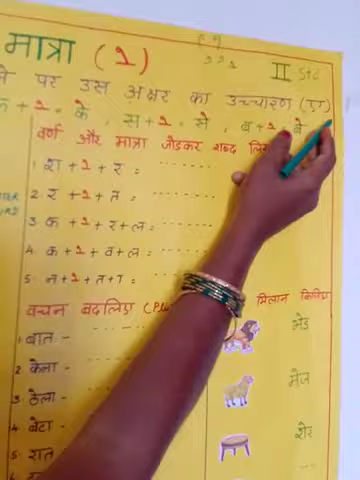 मात्रा (े)
II Std
पर उस अक्षर का उच्चारण
क + े = के , स + े = से , ब + े = बे
वर्ण और मात्रा जोड़कर शब्द
1. श + े + र = ------
2. र + े + त = ------
3. क + े + र + ल = ------
4. क + े + व + ल = ------
5. न + े + त + ा = ------
वचन बदलिए
1. बात :- ------
2. केला - ------
3. ठेला - ------
4. बेटा -
5. रात
मिलान किजिए
भेड
मेज
शेर